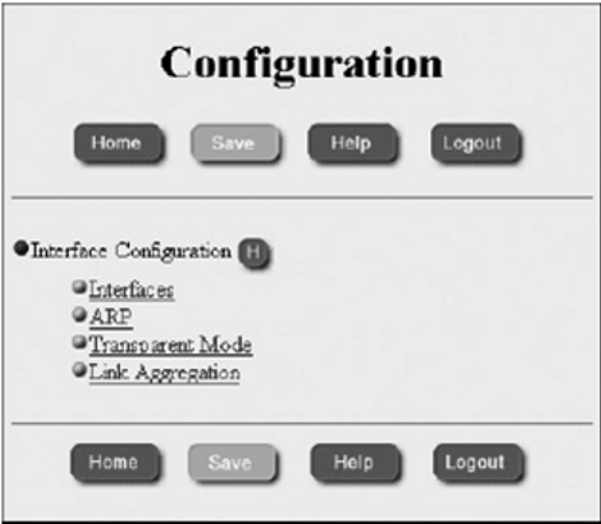 Configuration
Home Save Help Logout
Interface Configuration H
Interfaces
ARP
Transparent Mode
Link Aggregation
Home Save Help Logout